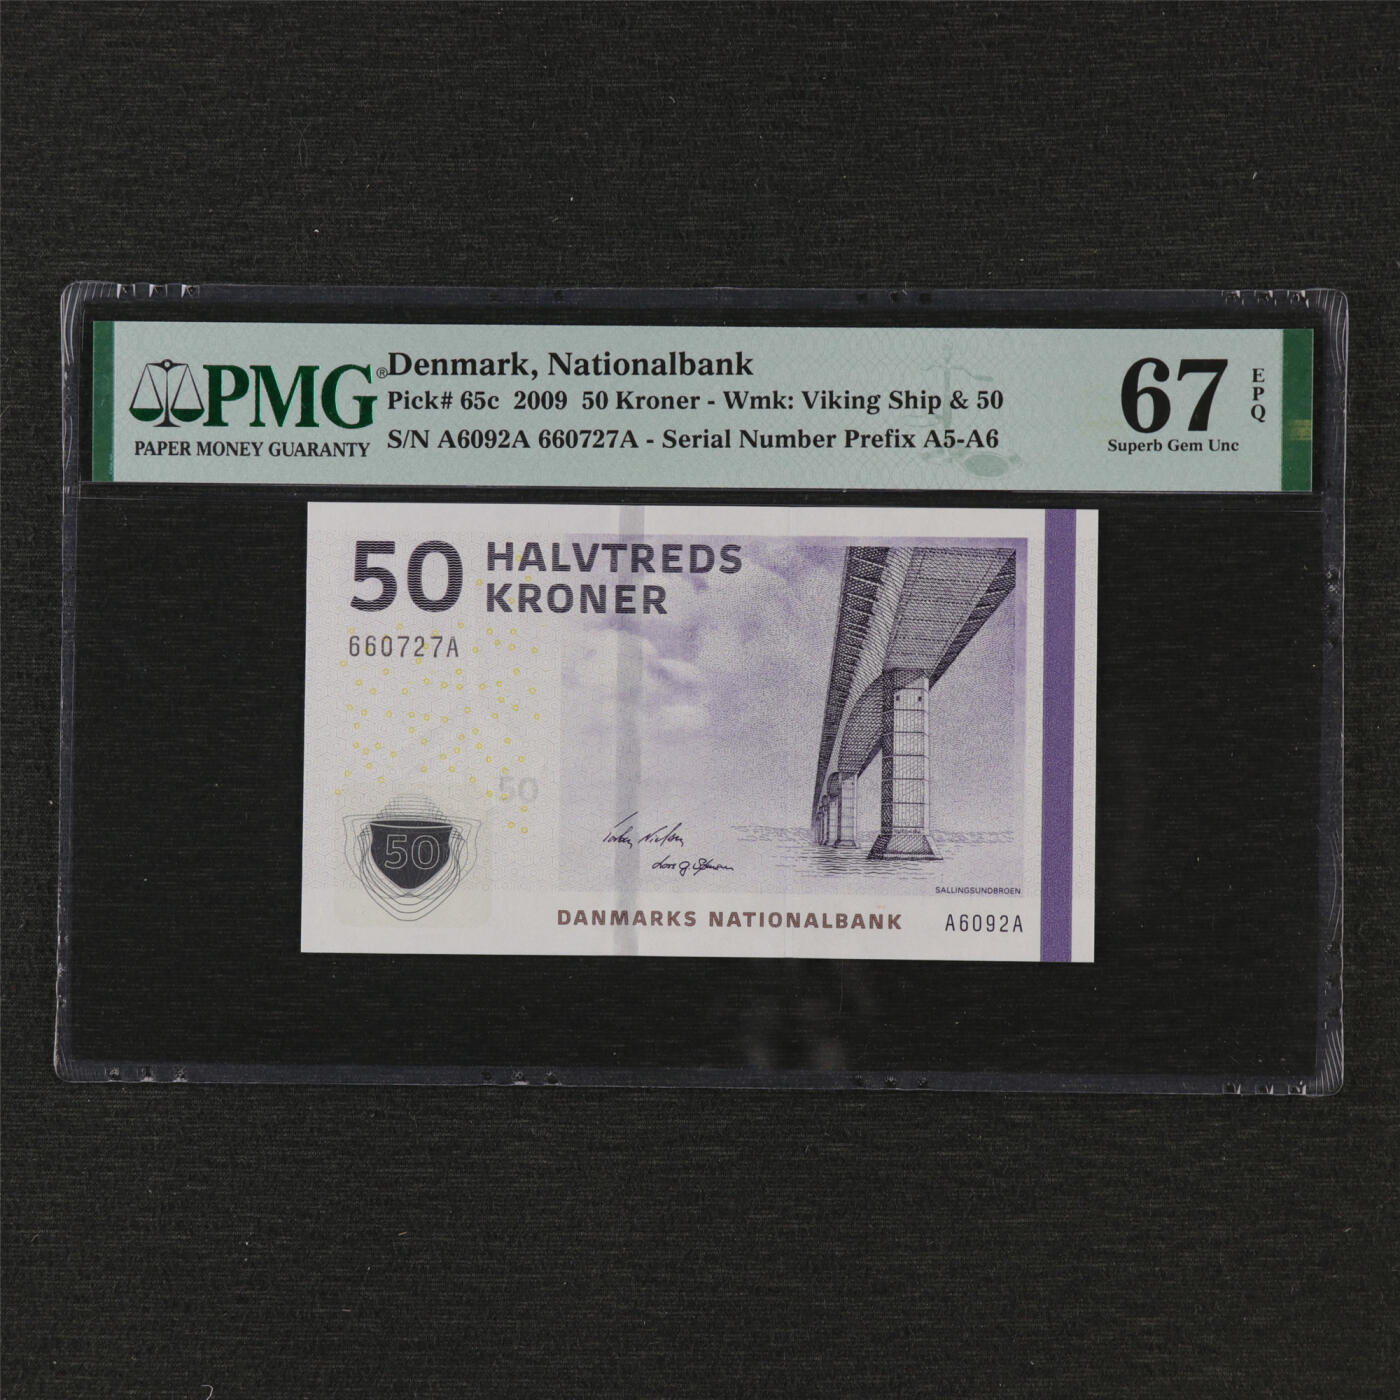 PMG®
PAPER MONEY GUARANTY
Denmark, Nationalbank
Pick# 65c 2009 50 Kroner - Wmk: Viking Ship & 50
S/N A6092A 660727A - Serial Number Prefix A5-A6
67
EPQ
Superb Gem Unc
50 HALVTREDS
KRONER
660727A
50
50
SALLINGSUNDBROEN
DANMARKS NATIONALBANK
A6092A